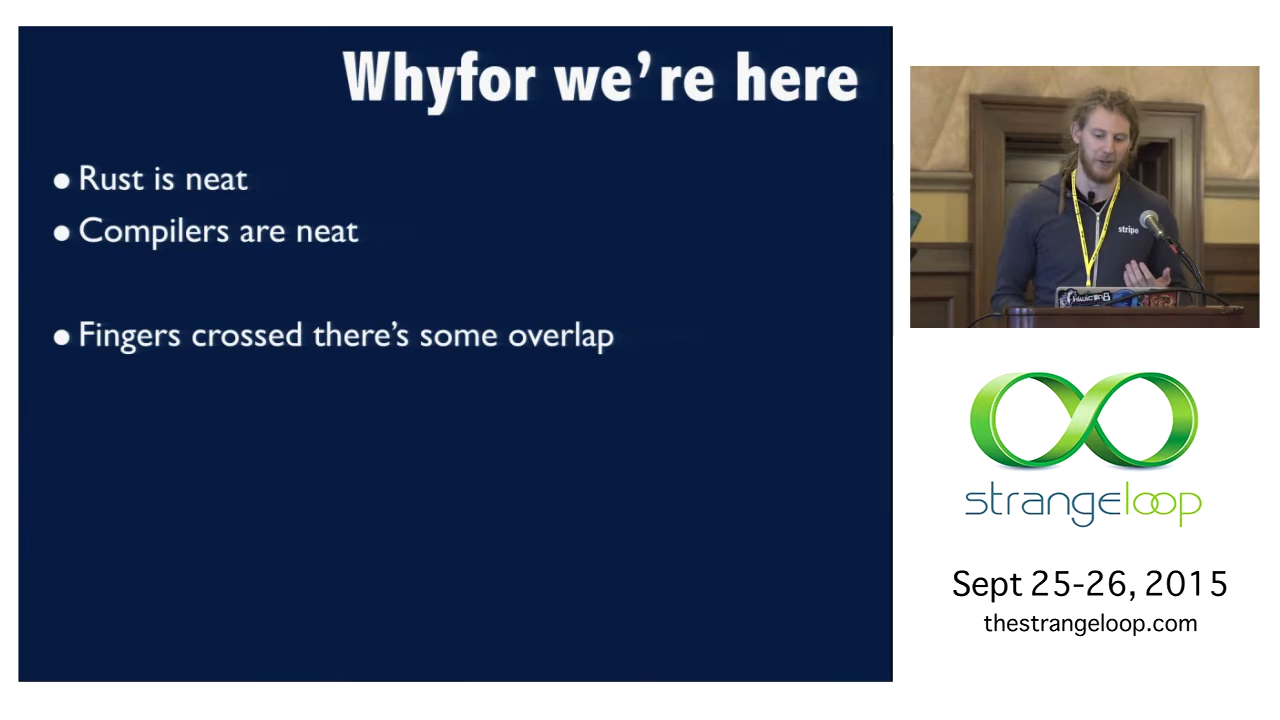 Whyfor we're here
• Rust is neat
• Compilers are neat
• Fingers crossed there's some overlap
stripe
kiwicon8
strangeloop
Sept 25-26, 2015
thestrangeloop.com